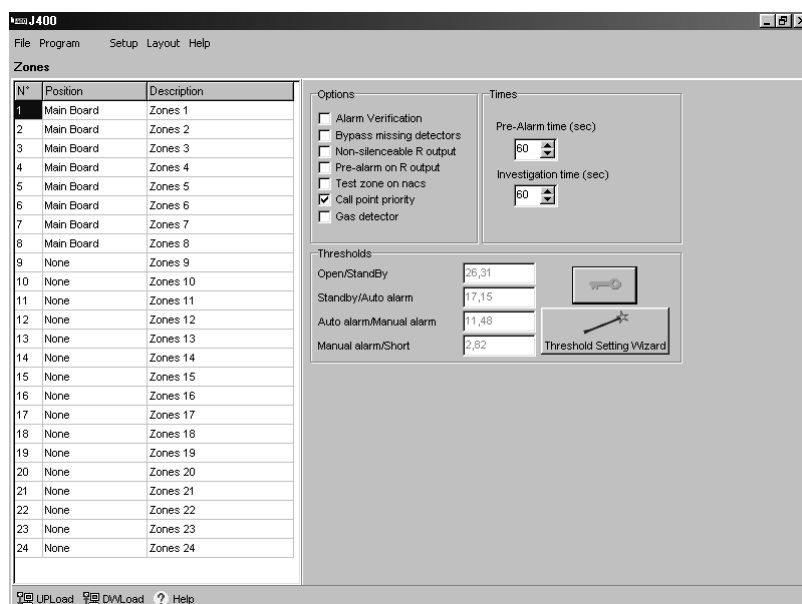 J400
File Program Setup Layout Help
Zones
N° Position Description
1 Main Board Zones 1
2 Main Board Zones 2
3 Main Board Zones 3
4 Main Board Zones 4
5 Main Board Zones 5
6 Main Board Zones 6
7 Main Board Zones 7
8 Main Board Zones 8
9 None Zones 9
10 None Zones 10
11 None Zones 11
12 None Zones 12
13 None Zones 13
14 None Zones 14
15 None Zones 15
16 None Zones 16
17 None Zones 17
18 None Zones 18
19 None Zones 19
20 None Zones 20
21 None Zones 21
22 None Zones 22
23 None Zones 23
24 None Zones 24
Options
Alarm Verification
Bypass missing detectors
Non-silenceable R output
Pre-alarm on R output
Test zone on nacs
Call point priority
Gas detector
Times
Pre-Alarm time (sec)
60
Investigation time (sec)
60
Thresholds
Open/StandBy 26,31
Standby/Auto alarm 17,15
Auto alarm/Manual alarm 11,48
Manual alarm/Short 2,82
Threshold Setting Wizard
UPLoad DWLoad ? Help